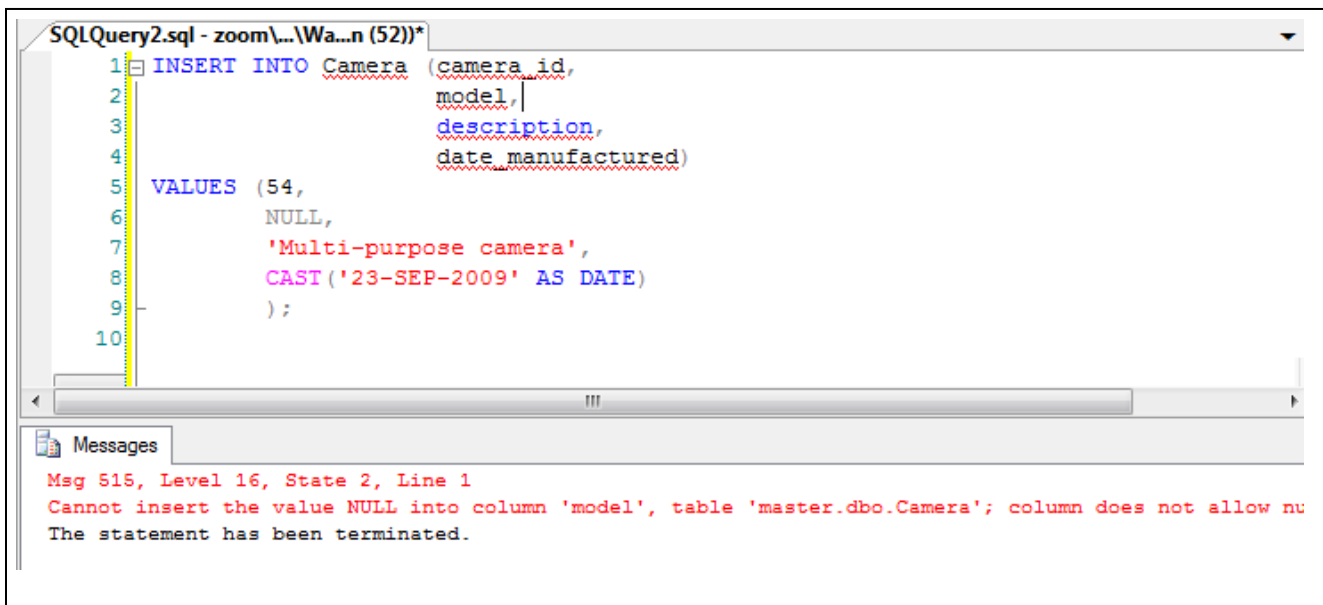 SQLQuery2.sql - zoom\...\Wa...n (52))*
1 INSERT INTO Camera (camera_id,
2 model,
3 description,
4 date_manufactured)
5 VALUES (54,
6 NULL,
7 'Multi-purpose camera',
8 CAST('23-SEP-2009' AS DATE)
9 );
10
Messages
Msg 515, Level 16, State 2, Line 1
Cannot insert the value NULL into column 'model', table 'master.dbo.Camera'; column does not allow nu
The statement has been terminated.